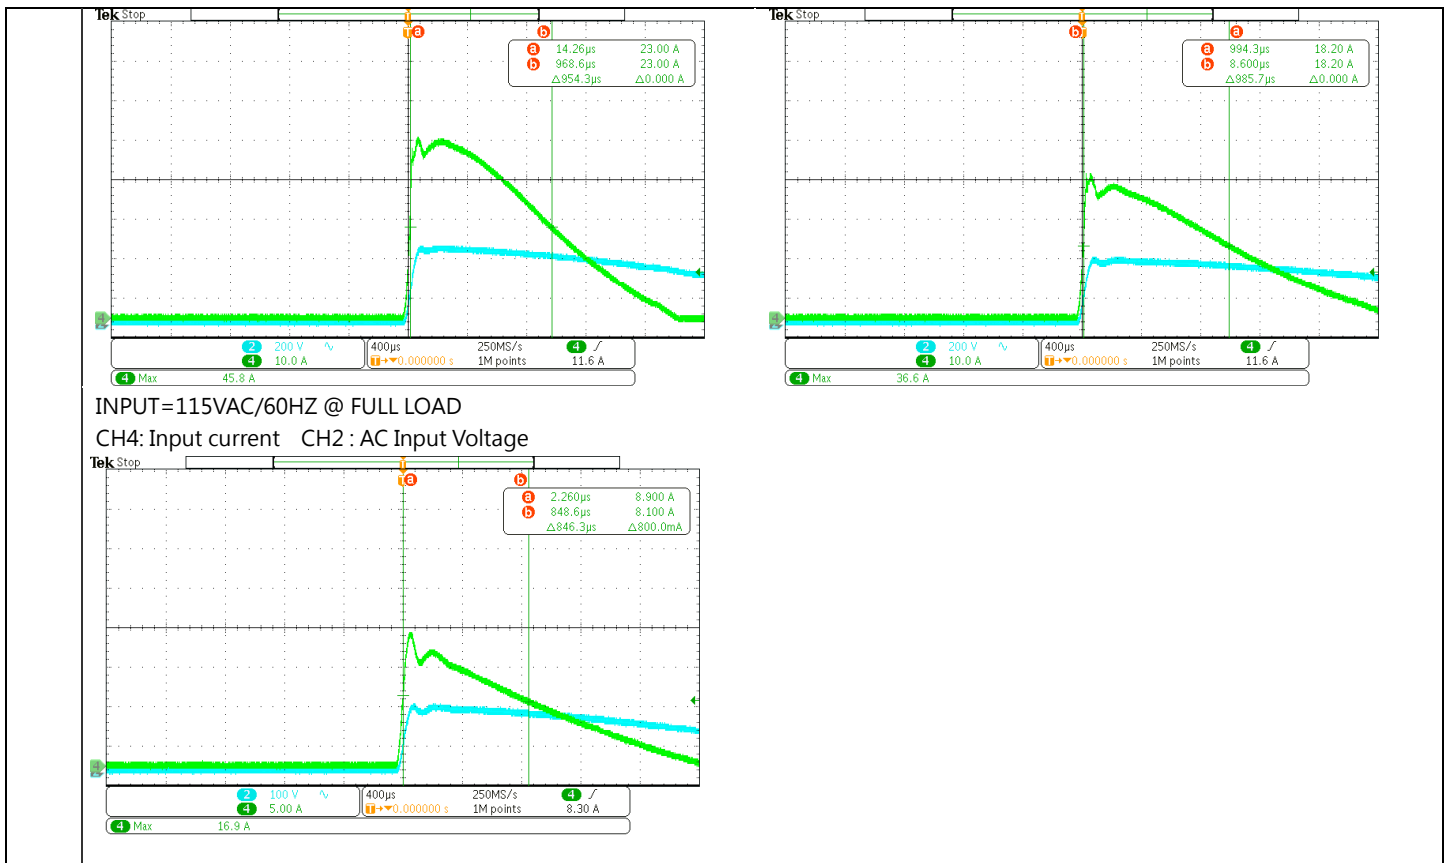 Tek Stop
a b
a 14.26µs 23.00 A
b 968.6µs 23.00 A
△954.3µs △0.000 A
4
2 200 V 400µs 250MS/s 4
4 10.0 A T→▼0.000000 s 1M points 11.6 A
4 Max 45.8 A
Tek Stop
b a
a 994.3µs 18.20 A
b 8.600µs 18.20 A
△985.7µs △0.000 A
4
2 200 V 400µs 250MS/s 4
4 10.0 A T→▼0.000000 s 1M points 11.6 A
4 Max 36.6 A
INPUT=115VAC/60HZ @ FULL LOAD
CH4: Input current CH2 : AC Input Voltage
Tek Stop
a b
a 2.260µs 8.900 A
b 848.6µs 8.100 A
△846.3µs △800.0mA
4
2 100 V 400µs 250MS/s 4
4 5.00 A T→▼0.000000 s 1M points 8.30 A
4 Max 16.9 A